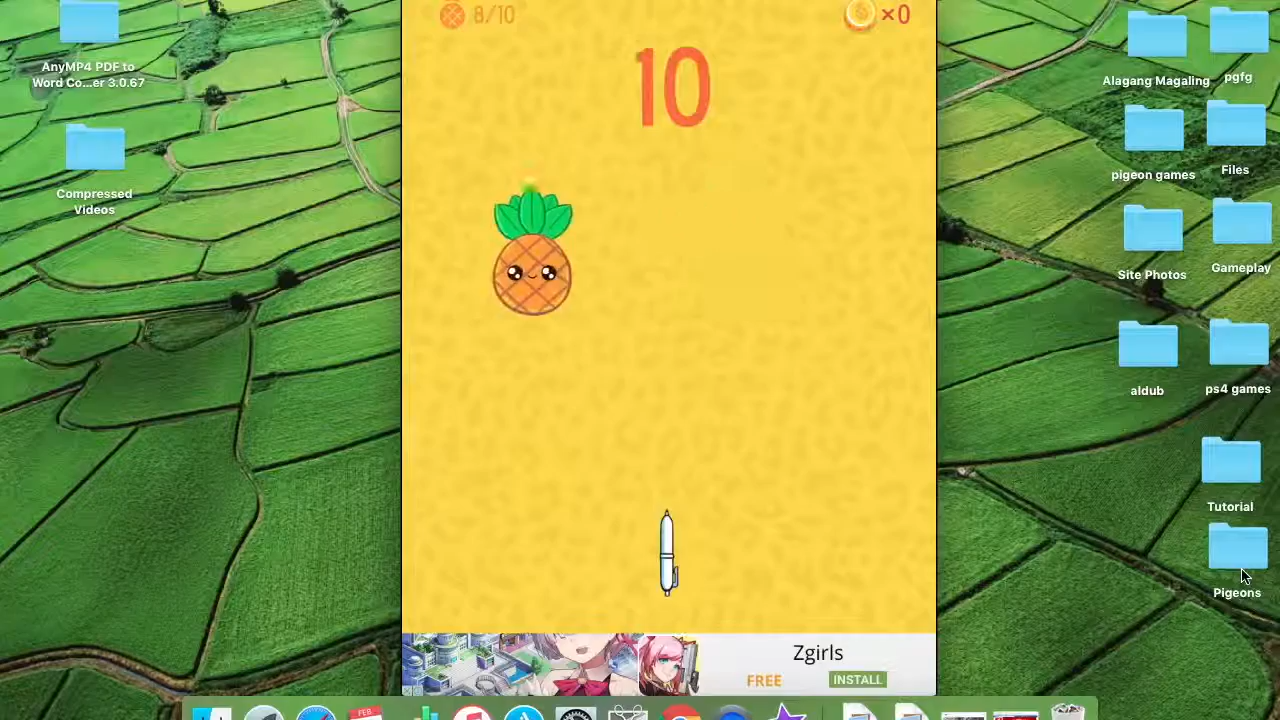 AnyMP4 PDF to
Word Co...er 3.0.67
Compressed
Videos
8/10
×0
10
Zgirls
FREE
INSTALL
Alagang Magaling
pgfg
pigeon games
Files
Site Photos
Gameplay
aldub
ps4 games
Tutorial
Pigeons
FEB